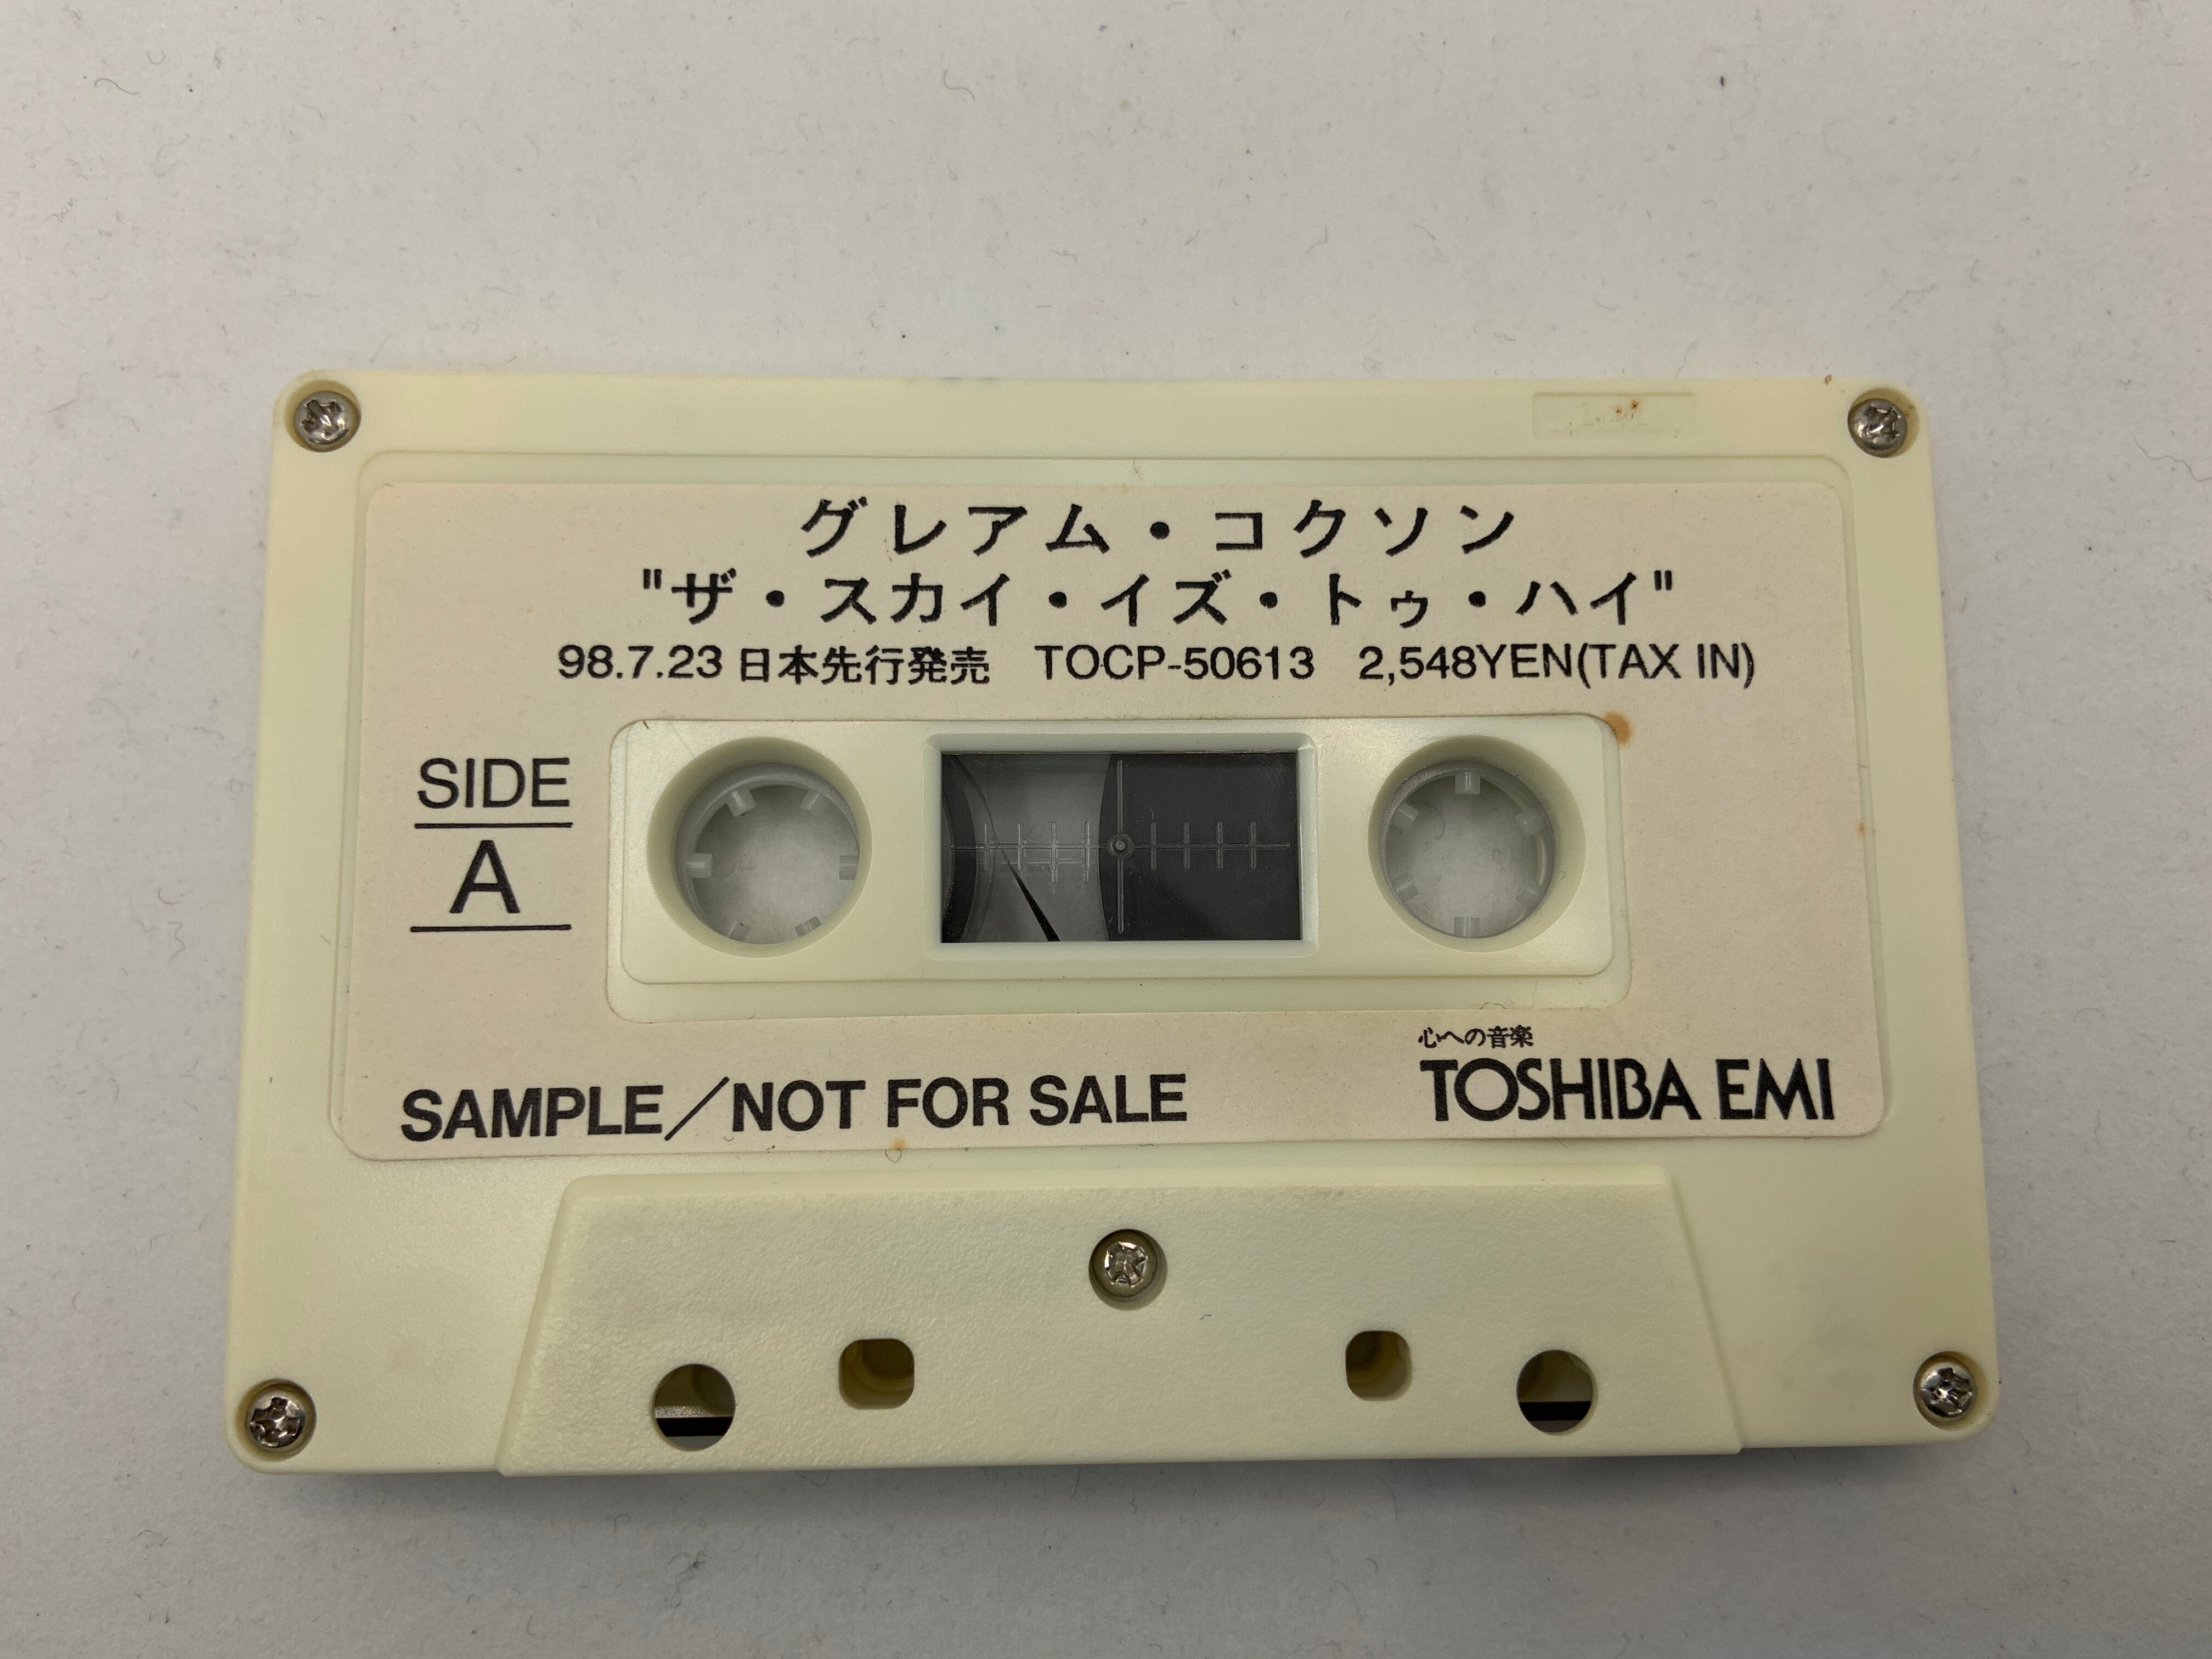 グレアム・コクソン
"ザ・スカイ・イズ・トゥ・ハイ"
98.7.23 日本先行発売 TOCP-50613 2,548YEN(TAX IN)
SIDE
A
心への音楽
SAMPLE/NOT FOR SALE TOSHIBA EMI